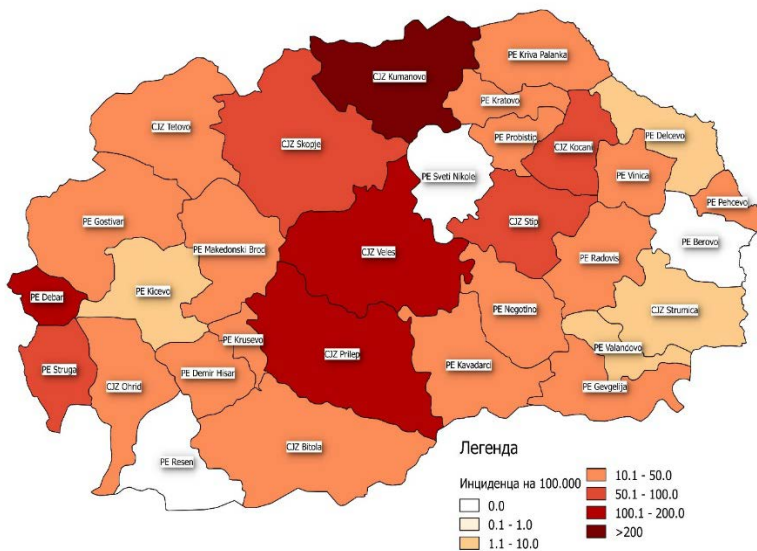 PE Kriva Palanka
CJZ Kumanovo
PE Kratovo
CJZ Tetovo
PE Probistip
PE Delcevo
CJZ Skopje
CJZ Kocani
PE Sveti Nikole
PE Vinica
PE Pehcevo
PE Gostivar
CJZ Stip
PE Makedonski Brod
CJZ Veles
PE Berovo
PE Radovis
PE Kicevo
PE Debar
PE Negotino
CJZ Strumica
PE Krusevo
PE Valandovo
CJZ Prilep
PE Struga
PE Demir Hisar
PE Kavadarci
CJZ Ohrid
PE Gevgelija
CJZ Bitola
PE Resen
Легенда
Инциденца на 100.000
0.0
0.1 - 1.0
1.1 - 10.0
10.1 - 50.0
50.1 - 100.0
100.1 - 200.0
>200